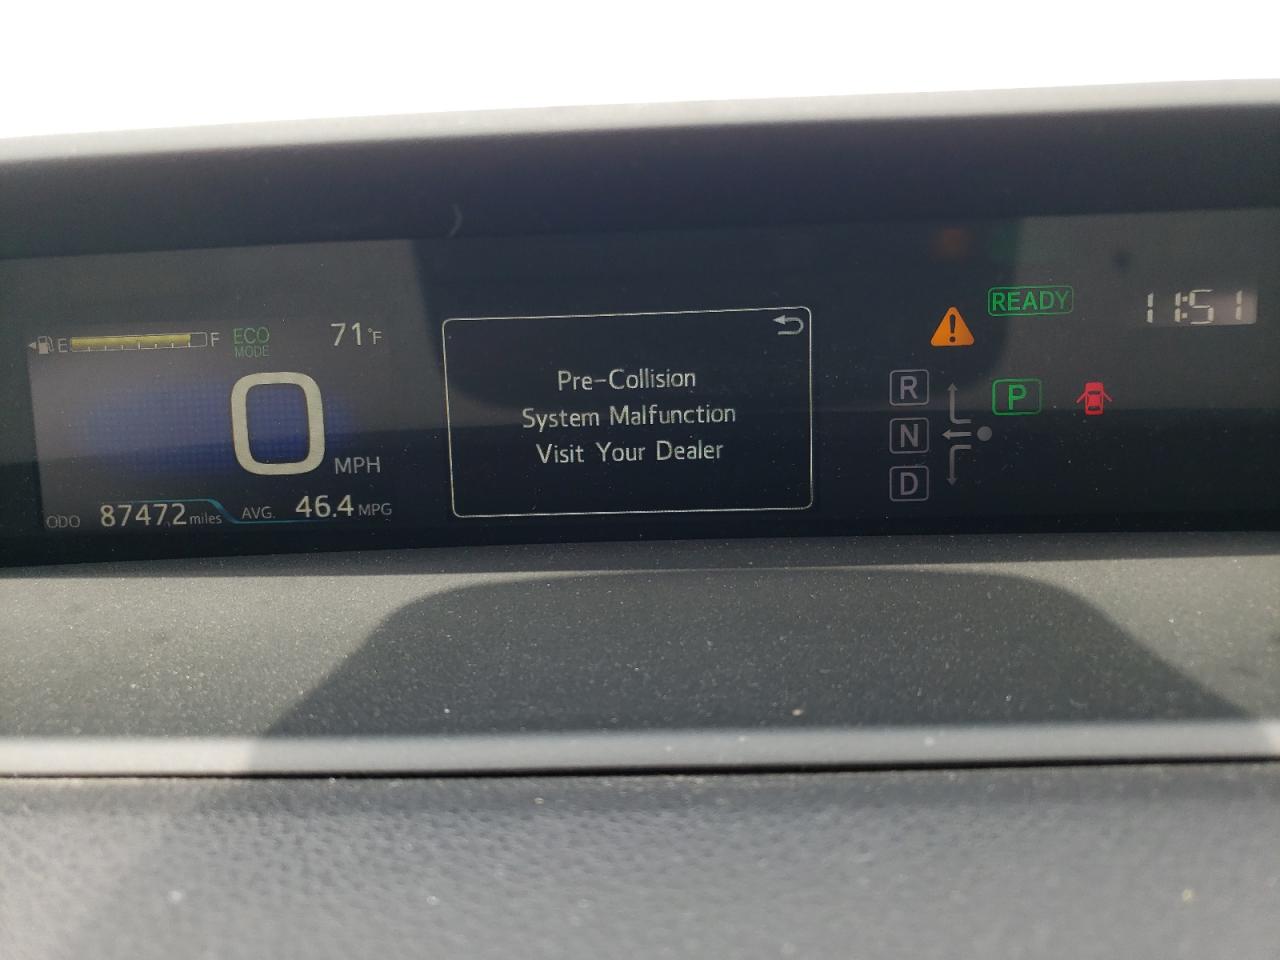 E F ECO MODE 71°F
0 MPH
ODO 87472 miles AVG. 46.4 MPG
Pre-Collision
System Malfunction
Visit Your Dealer
READY 11:51
R P
N
D